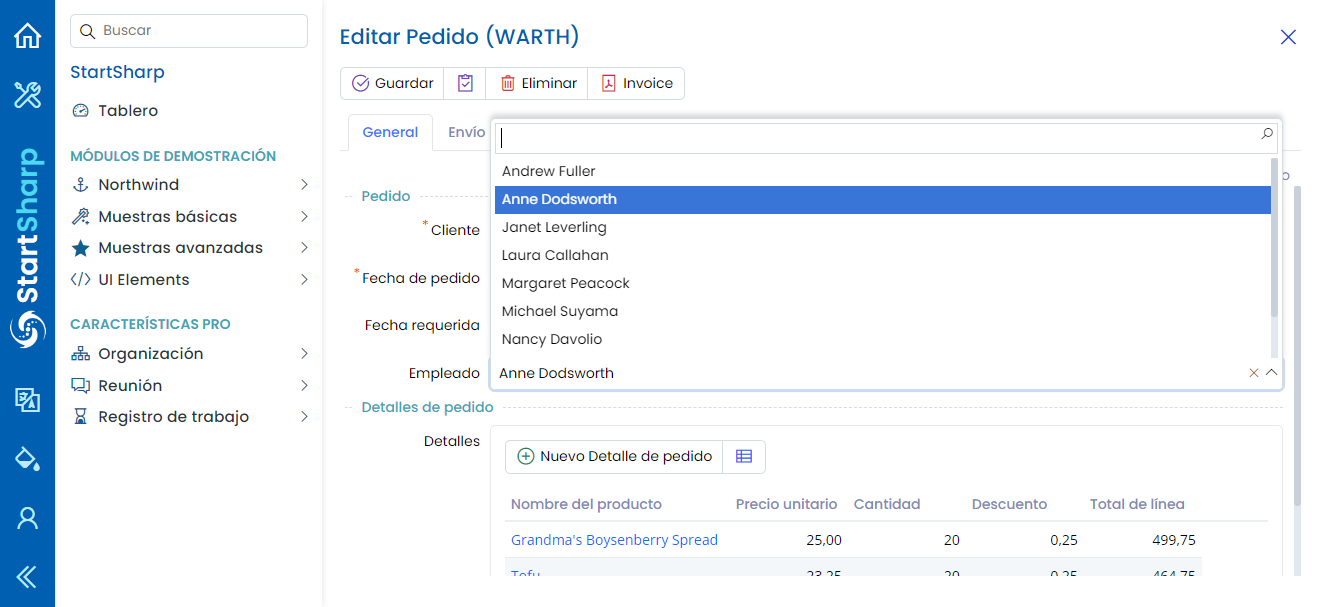 StartSharp
Buscar
StartSharp
Tablero
MÓDULOS DE DEMOSTRACIÓN
Northwind
Muestras básicas
Muestras avanzadas
UI Elements
CARACTERÍSTICAS PRO
Organización
Reunión
Registro de trabajo
Editar Pedido (WARTH)
Guardar Eliminar Invoice
General Envío
Andrew Fuller
Anne Dodsworth
Janet Leverling
Laura Callahan
Margaret Peacock
Michael Suyama
Nancy Davolio
Pedido
* Cliente
* Fecha de pedido
Fecha requerida
Empleado Anne Dodsworth
Detalles de pedido
Detalles
Nuevo Detalle de pedido
Nombre del producto Precio unitario Cantidad Descuento Total de línea
Grandma's Boysenberry Spread 25,00 20 0,25 499,75
Tofu 23,25 20 0,25 464,75